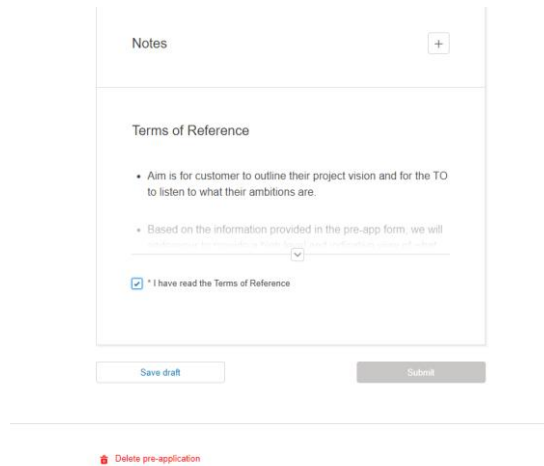 Notes
Terms of Reference
• Aim is for customer to outline their project vision and for the TO
to listen to what their ambitions are.
• Based on the information provided in the pre-app form, we will
* I have read the Terms of Reference
Save draft
Submit
Delete pre-application